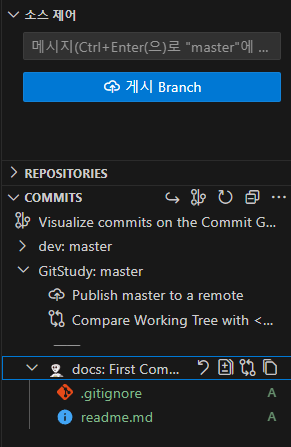 소스 제어
메시지(Ctrl+Enter(으)로 "master"에 ...
게시 Branch
REPOSITORIES
COMMITS
Visualize commits on the Commit G...
dev: master
GitStudy: master
Publish master to a remote
Compare Working Tree with <...
docs: First Com...
.gitignore A
readme.md A